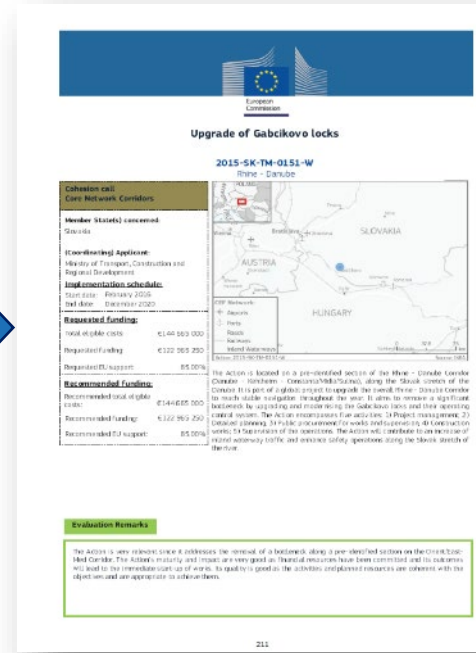 European
Commission
Upgrade of Gabcikovo locks
2015-SK-TM-0151-W
Rhine - Danube
Cohesion call
Core Network Corridors
Member State(s) concerned:
Slovakia
(Coordinating) Applicant:
Ministry of Transport, Construction and
Regional Development
Implementation schedule:
Start date: February 2016
End date: December 2020
Requested funding:
Total eligible costs: €144 665 000
Requested funding: €122 965 250
Requested EU support: 85.00%
Recommended funding:
Recommended total eligible
costs: €144 665 000
Recommended funding: €122 965 250
Recommended EU support: 85.00%
POLAND
SLOVAKIA
AUSTRIA
HUNGARY
CEF Network:
Airports
Ports
Roads
Railways
Inland Waterways
The Action is located on a pre-identified section of the Rhine - Danube Corridor
(Danube - Kelheim - Constanta/Midia/Sulina), along the Slovak stretch of the
Danube. It is part of a global project to upgrade the overall Rhine - Danube Corridor
to reach stable navigation throughout the year. It aims to remove a significant
bottleneck by upgrading and modernising the Gabcikovo locks and their operating
control system. The Action encompasses five activities: 1) Project management; 2)
Detailed planning; 3) Public procurement for works and supervision; 4) Construction
works; 5) Supervision of the operations. The Action will contribute to an increase of
inland waterway traffic and enhance safety operations along the Slovak stretch of
the river.
Evaluation Remarks
The Action is very relevant since it addresses the removal of a bottleneck along a pre-identified section on the Orient/East-
Med Corridor. The Action's maturity and impact are very good as financial resources have been committed and its outcomes
will lead to the immediate start-up of works. Its quality is good as the activities and planned resources are coherent with the
objectives and are appropriate to achieve them.
211